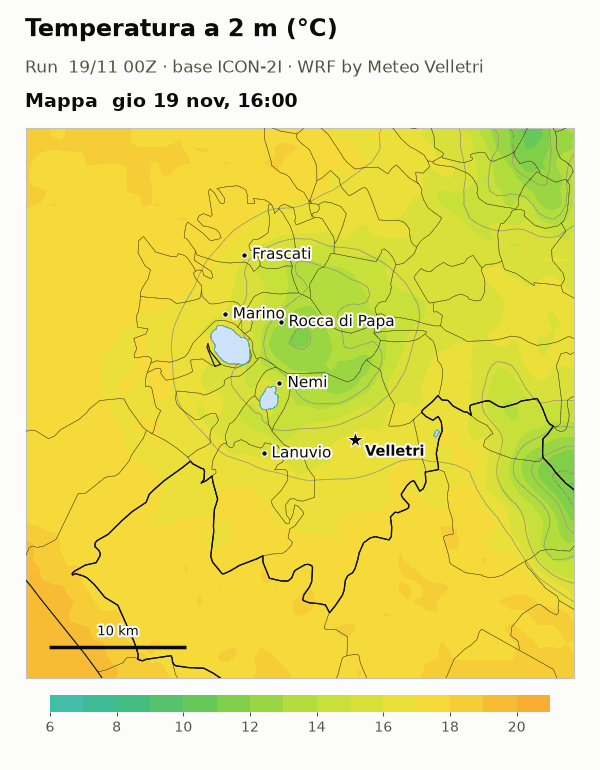 Temperatura a 2 m (°C)
Run  19/11 00Z · base ICON-2I · WRF by Meteo Velletri
Mappa  gio 19 nov, 16:00
Frascati
Marino
Rocca di Papa
Nemi
Velletri
Lanuvio
10 km
6 8 10 12 14 16 18 20